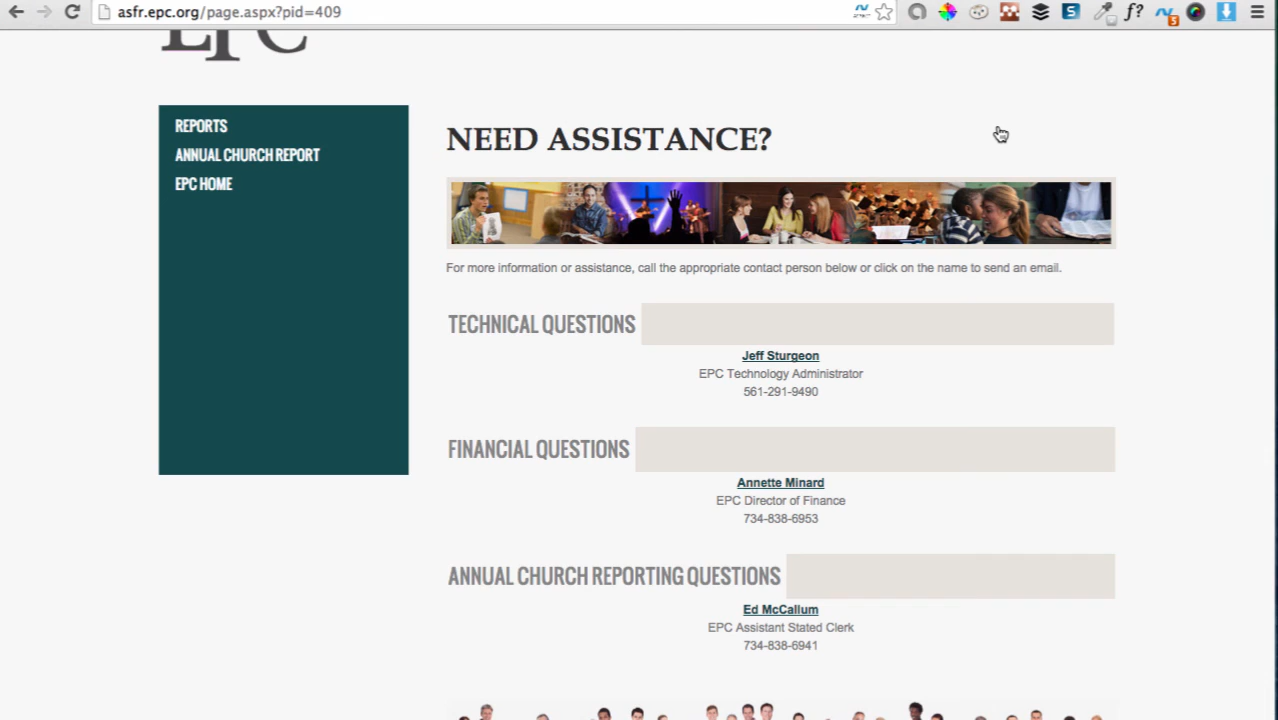 asfr.epc.org/page.aspx?pid=409
EPC
REPORTS
ANNUAL CHURCH REPORT
EPC HOME
NEED ASSISTANCE?
For more information or assistance, call the appropriate contact person below or click on the name to send an email.
TECHNICAL QUESTIONS
Jeff Sturgeon
EPC Technology Administrator
561-291-9490
FINANCIAL QUESTIONS
Annette Minard
EPC Director of Finance
734-838-6953
ANNUAL CHURCH REPORTING QUESTIONS
Ed McCallum
EPC Assistant Stated Clerk
734-838-6941